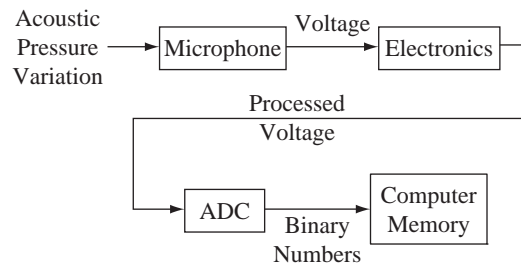 Acoustic
Pressure
Variation
Microphone
Voltage
Electronics
Processed
Voltage
ADC
Binary
Numbers
Computer
Memory